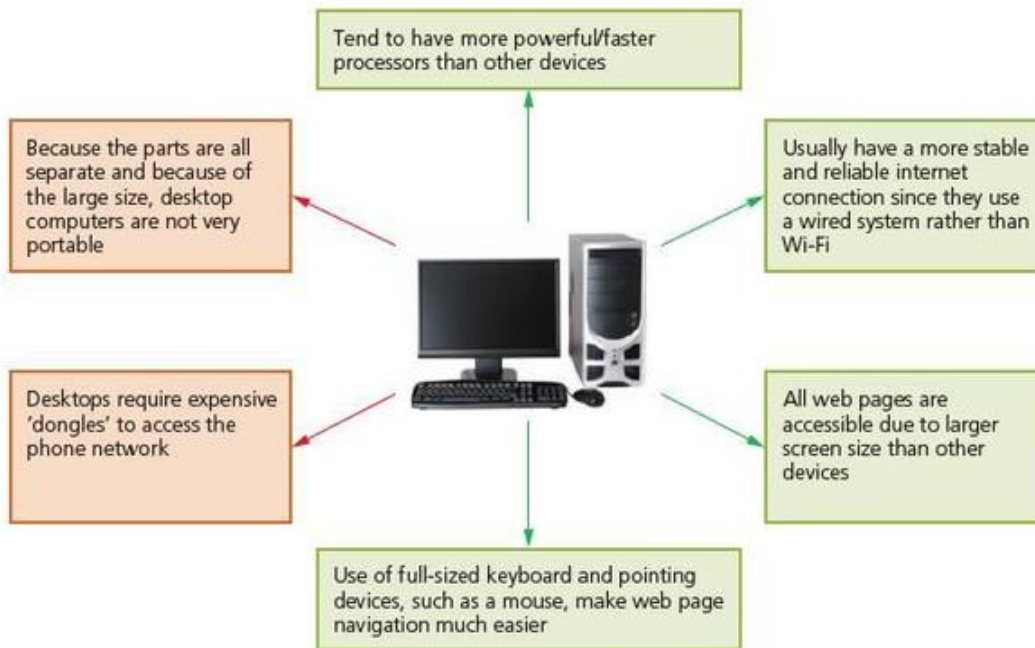 Tend to have more powerful/faster
processors than other devices
Because the parts are all
separate and because of
the large size, desktop
computers are not very
portable
Usually have a more stable
and reliable internet
connection since they use
a wired system rather than
Wi-Fi
Desktops require expensive
'dongles' to access the
phone network
All web pages are
accessible due to larger
screen size than other
devices
Use of full-sized keyboard and pointing
devices, such as a mouse, make web page
navigation much easier